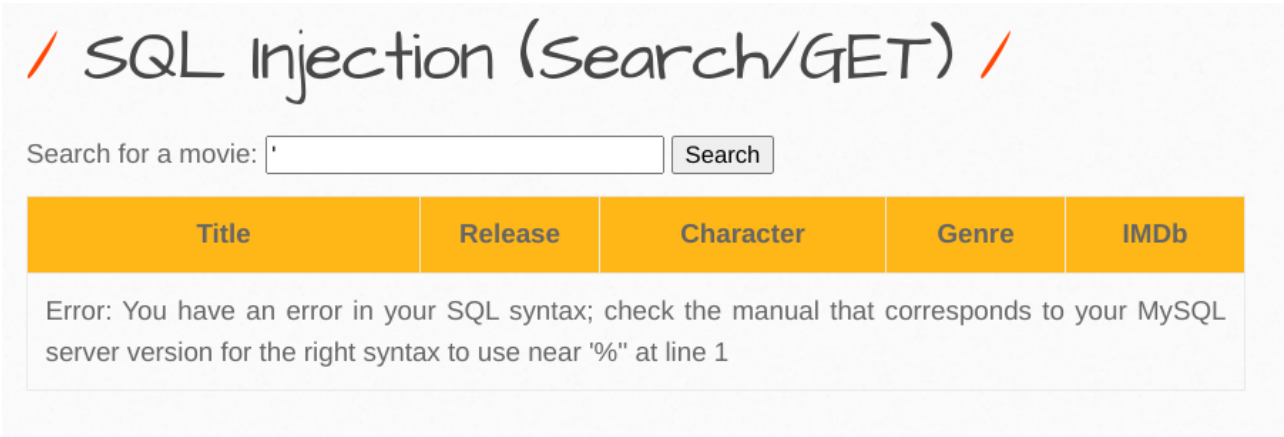 / SQL Injection (Search/GET) /
Search for a movie: ' Search
Title Release Character Genre IMDb
Error: You have an error in your SQL syntax; check the manual that corresponds to your MySQL
server version for the right syntax to use near '%'' at line 1